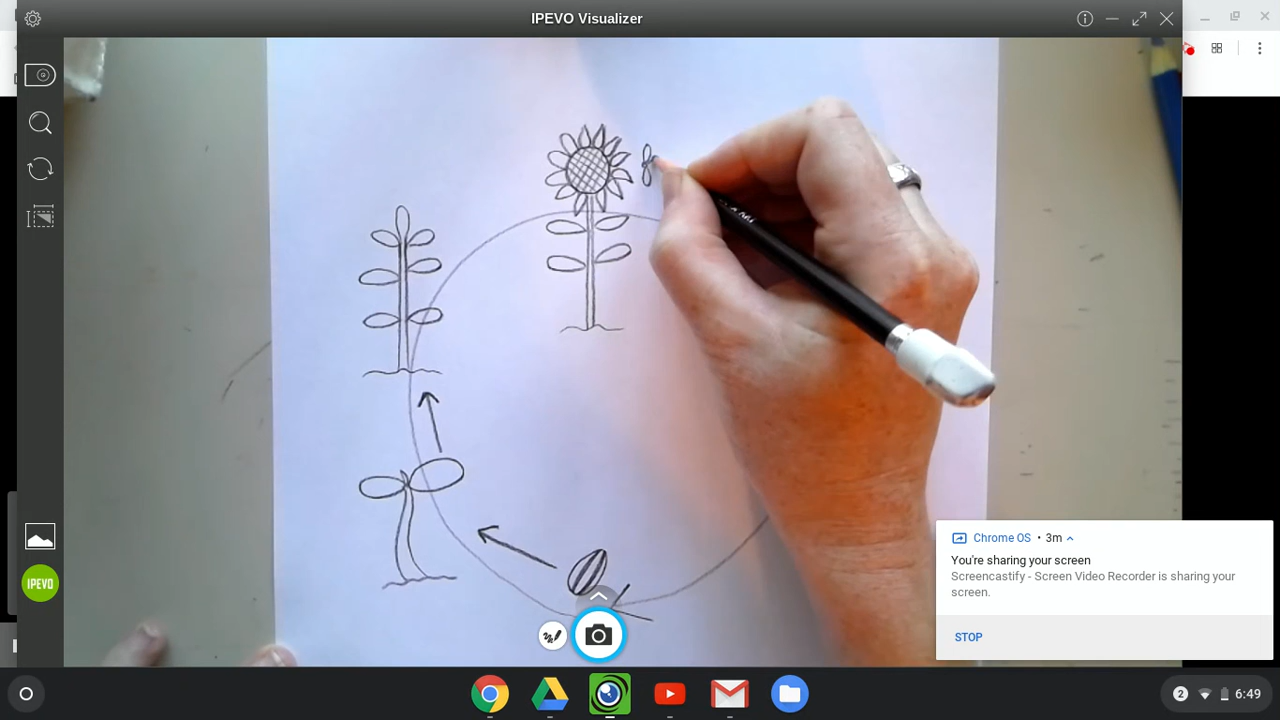 IPEVO Visualizer
IPEVO
Chrome OS • 3m
You're sharing your screen
Screencastify - Screen Video Recorder is sharing your
screen.
STOP
2
6:49